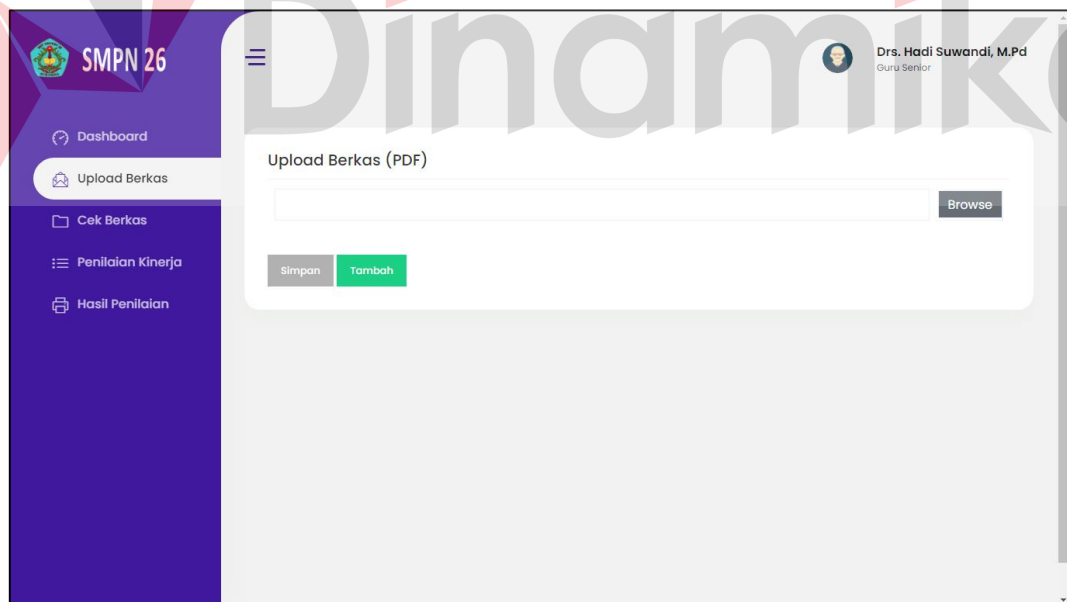 Dinamika
SMPN 26
Drs. Hadi Suwandi, M.Pd
Guru Senior
Dashboard
Upload Berkas
Cek Berkas
Penilaian Kinerja
Hasil Penilaian
Upload Berkas (PDF)
Browse
Simpan
Tambah